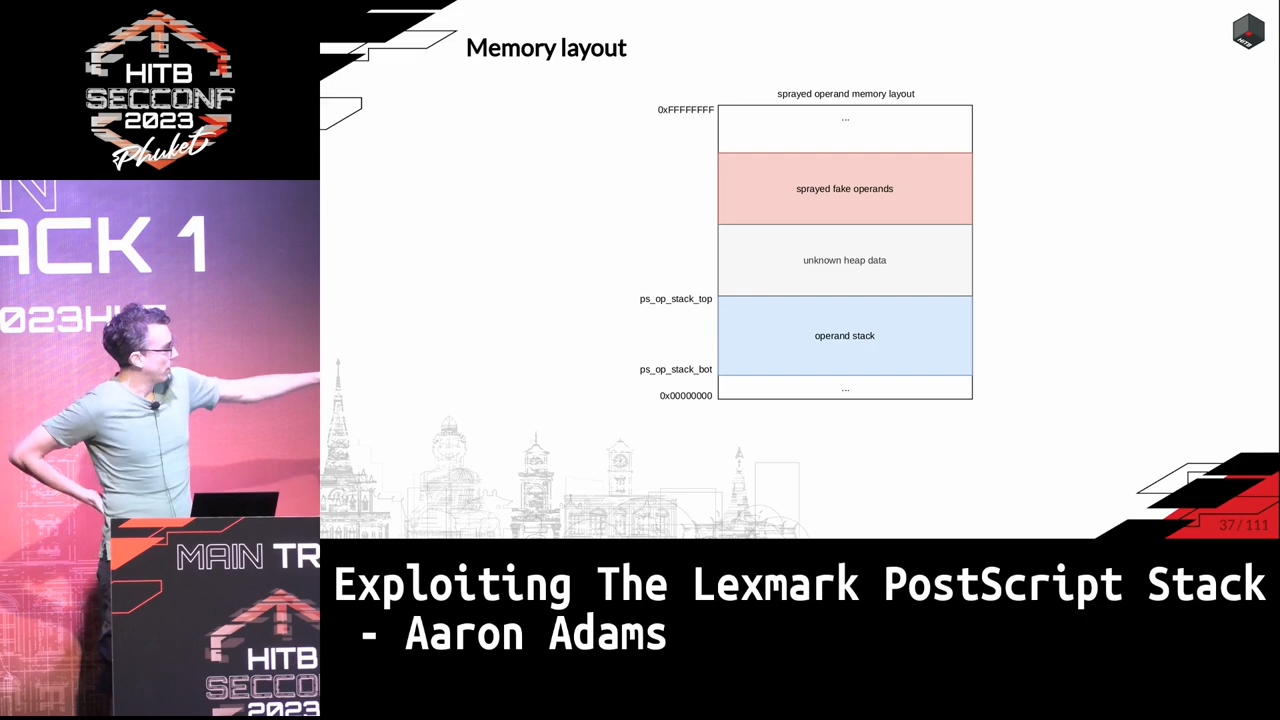 HITB
SECCONF
2023
Phuket
ACK 1
023H
MAIN TR
HITB
SECCO
2023
Memory layout
HITB
sprayed operand memory layout
0xFFFFFFFF
...
sprayed fake operands
unknown heap data
ps_op_stack_top
operand stack
ps_op_stack_bot
...
0x00000000
37 / 111
Exploiting The Lexmark PostScript Stack
- Aaron Adams